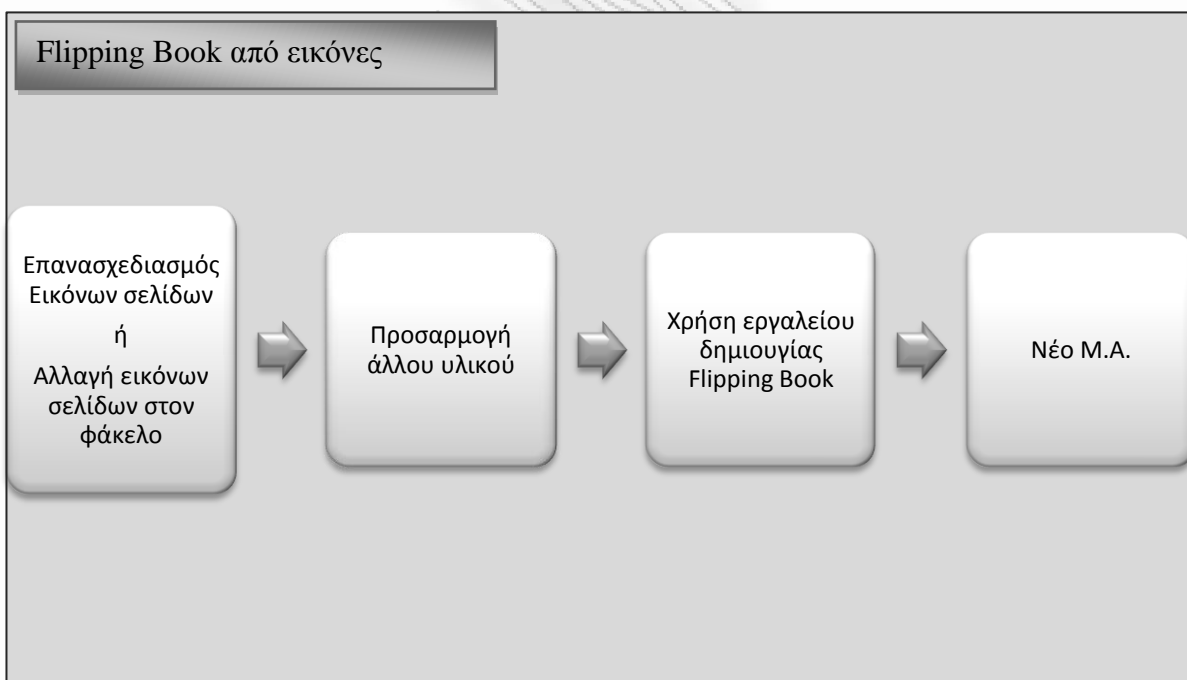 Flipping Book από εικόνες
Επανασχεδιασμός
Εικόνων σελίδων
ή
Αλλαγή εικόνων
σελίδων στον
φάκελο
Προσαρμογή
άλλου υλικού
Χρήση εργαλείου
δημιουγίας
Flipping Book
Νέο Μ.Α.